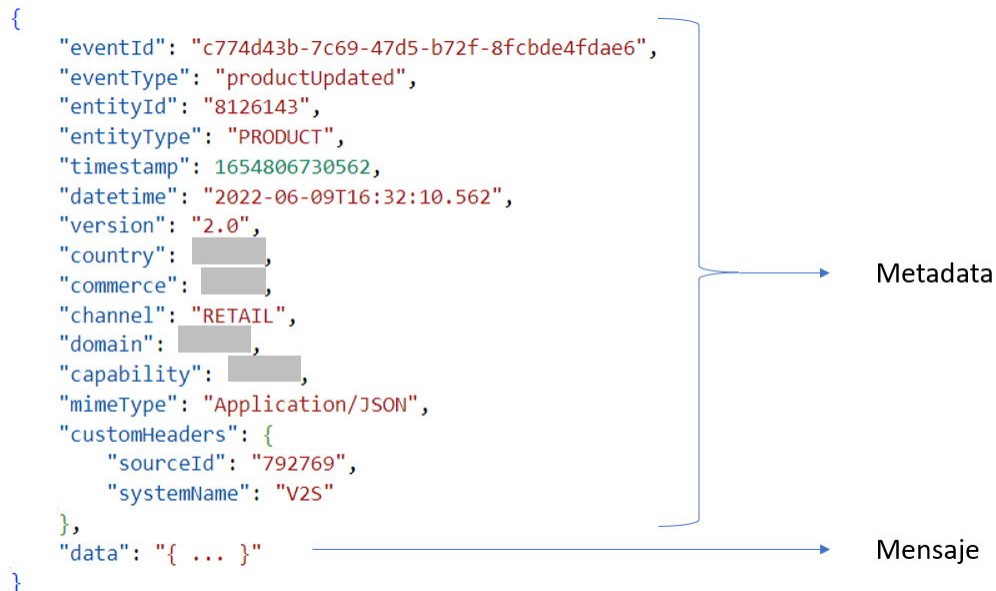 {
"eventId": "c774d43b-7c69-47d5-b72f-8fcbde4fdae6",
"eventType": "productUpdated",
"entityId": "8126143",
"entityType": "PRODUCT",
"timestamp": 1654806730562,
"datetime": "2022-06-09T16:32:10.562",
"version": "2.0",
"country": ,
"commerce": ,
"channel": "RETAIL",
"domain": ,
"capability": ,
"mimeType": "Application/JSON",
"customHeaders": {
"sourceId": "792769",
"systemName": "V2S"
},
"data": "{ ... }"
}
Metadata
Mensaje